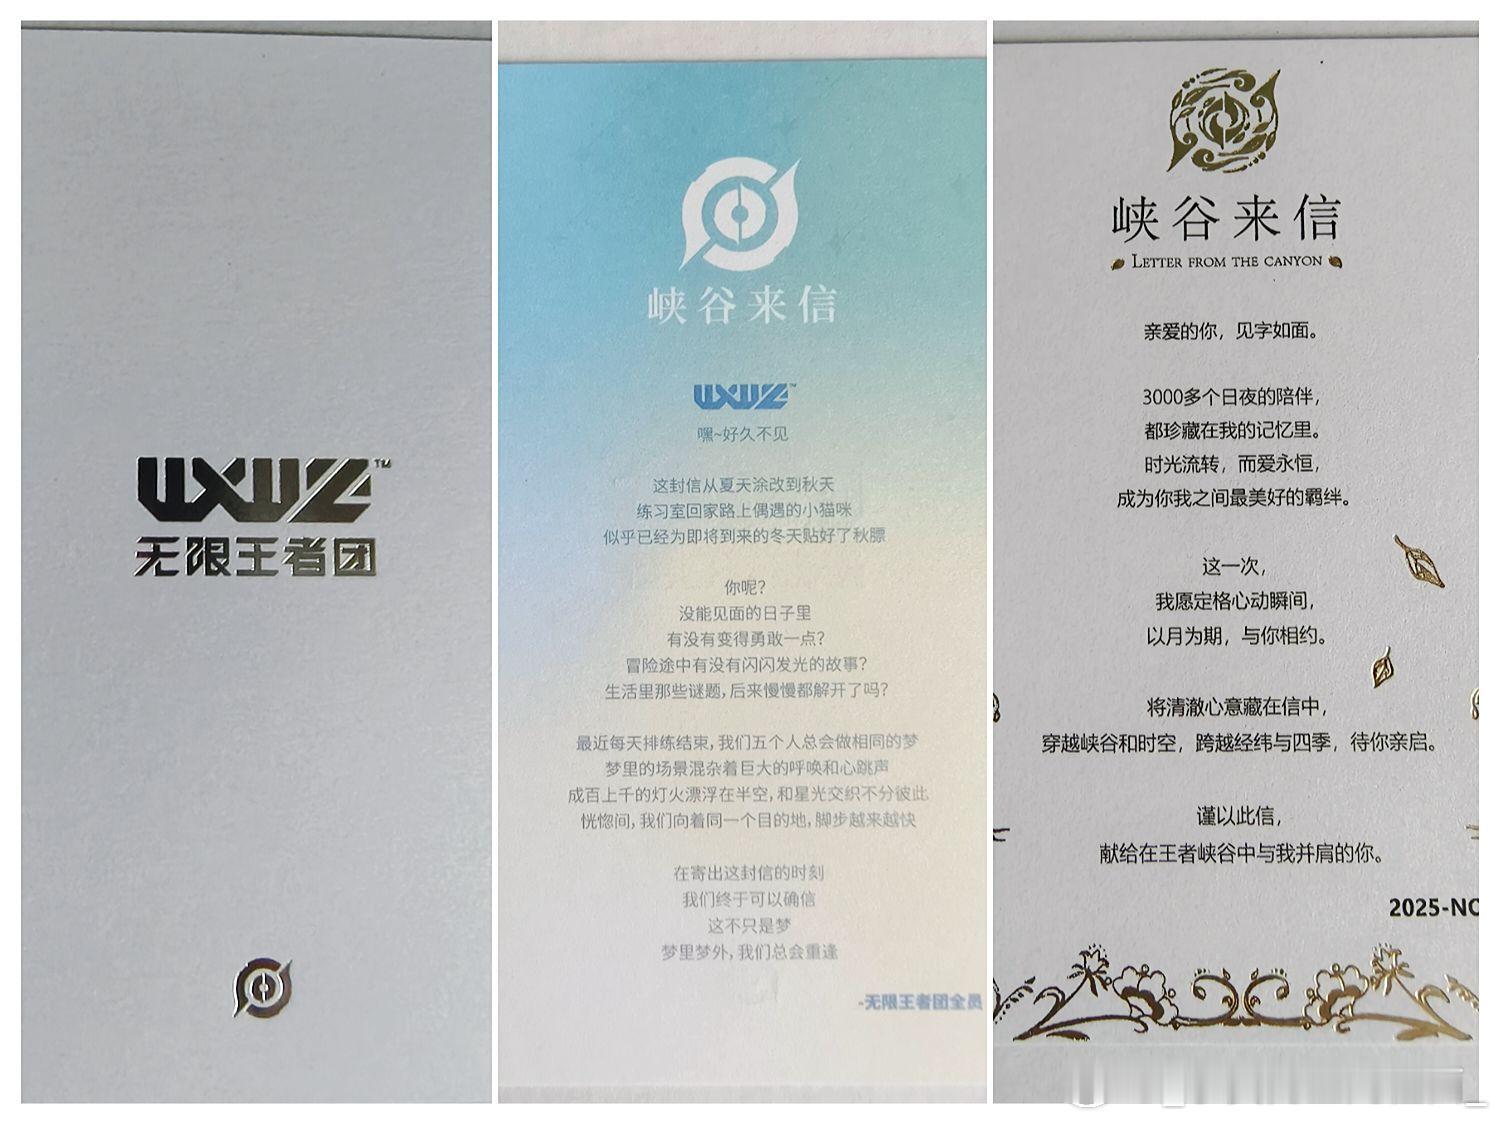 UXUZ™
无限王者团
峡谷来信
UXUZ™
嘿~好久不见
这封信从夏天涂改到秋天
练习室回家路上偶遇的小猫咪
似乎已经为即将到来的冬天贴好了秋膘
你呢?
没能见面的日子里
有没有变得勇敢一点?
冒险途中有没有闪闪发光的故事?
生活里那些谜题,后来慢慢都解开了吗?
最近每天排练结束,我们五个人总会做相同的梦
梦里的场景混杂着巨大的呼唤和心跳声
成百上千的灯火漂浮在半空,和星光交织不分彼此
恍惚间,我们向着同一个目的地,脚步越来越快
在寄出这封信的时刻
我们终于可以确信
这不只是梦
梦里梦外,我们总会重逢
-无限王者团全员
峡谷来信
LETTER FROM THE CANYON
亲爱的你，见字如面。
3000多个日夜的陪伴，
都珍藏在我的记忆里。
时光流转，而爱永恒，
成为你我之间最美好的羁绊。
这一次，
我愿定格心动瞬间，
以月为期，与你相约。
将清澈心意藏在信中，
穿越峡谷和时空，跨越经纬与四季，待你亲启。
谨以此信，
献给在王者峡谷中与我并肩的你。
2025-NO